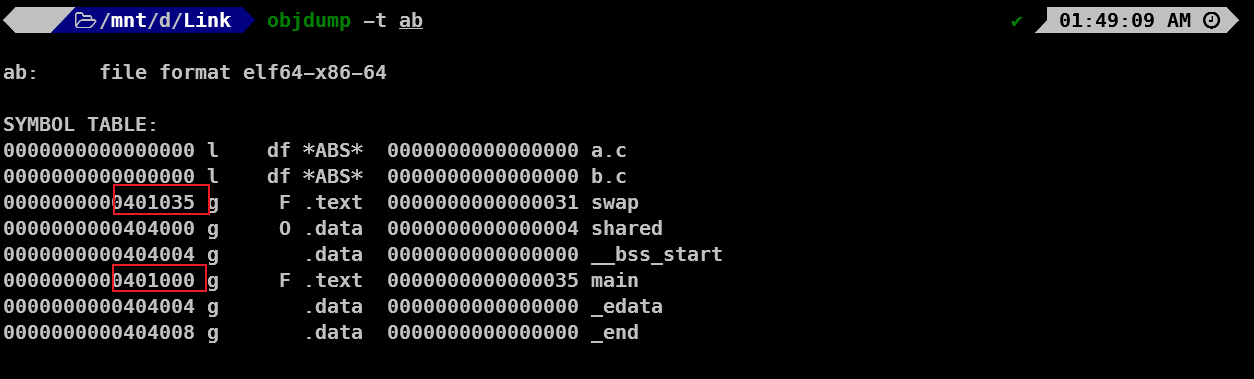 /mnt/d/Link objdump -t ab ✔ 01:49:09 AM
ab:     file format elf64-x86-64
SYMBOL TABLE:
0000000000000000 l    df *ABS*  0000000000000000 a.c
0000000000000000 l    df *ABS*  0000000000000000 b.c
0000000000401035 g     F .text  0000000000000031 swap
0000000000404000 g     O .data  0000000000000004 shared
0000000000404004 g       .data  0000000000000000 __bss_start
0000000000401000 g     F .text  0000000000000035 main
0000000000404004 g       .data  0000000000000000 _edata
0000000000404008 g       .data  0000000000000000 _end